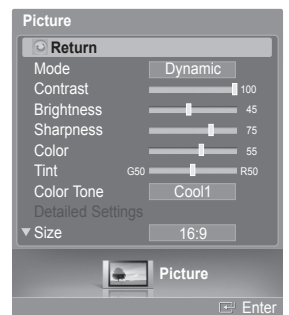 Picture
Return
Mode Dynamic
Contrast 100
Brightness 45
Sharpness 75
Color 55
Tint G50 R50
Color Tone Cool1
Detailed Settings
Size 16:9
Picture
Enter